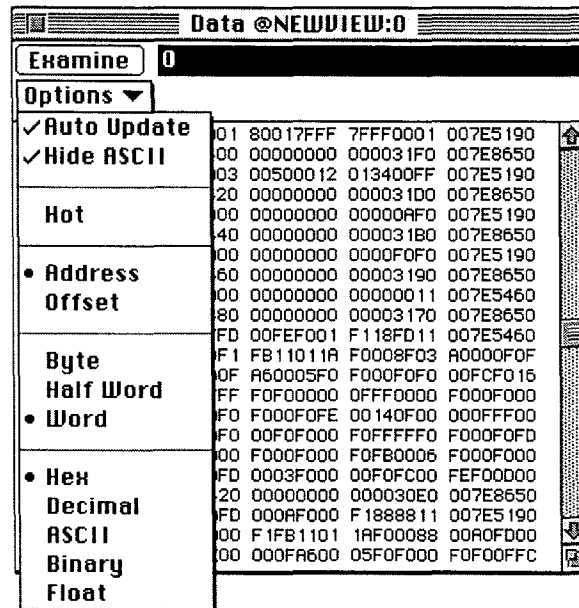 Data @NEWVIEW:0
Examine 0
Options ▼
✓Auto Update
✓Hide ASCII
Hot
• Address
Offset
Byte
Half Word
• Word
• Hex
Decimal
ASCII
Binary
Float
01 80017FFF 7FFF0001 007E5190
00 00000000 000031F0 007E8650
03 00500012 013400FF 007E5190
20 00000000 000031D0 007E8650
00 00000000 00000AF0 007E5190
40 00000000 000031B0 007E8650
00 00000000 0000F0F0 007E5190
60 00000000 00003190 007E8650
00 00000000 00000011 007E5460
80 00000000 00003170 007E8650
FD 00FEF001 F118FD11 007E5460
F1 FB11011A F0008F03 A0000F0F
0F A60005F0 F000F0F0 00FCF016
FF F0F00000 0FFF0000 F000F000
F0 F000F0FE 00140F00 000FFF00
F0 00F0F000 F0FFFFF0 F000F0FD
00 F000F000 F0FB0006 F000F000
FD 0003F000 00F0FC00 FEF00D00
20 00000000 000030E0 007E8650
FD 000AF000 F1888811 007E5190
00 F1FB1101 1AF00088 00A0FD00
00 000FA600 05F0F000 F0F00FFC